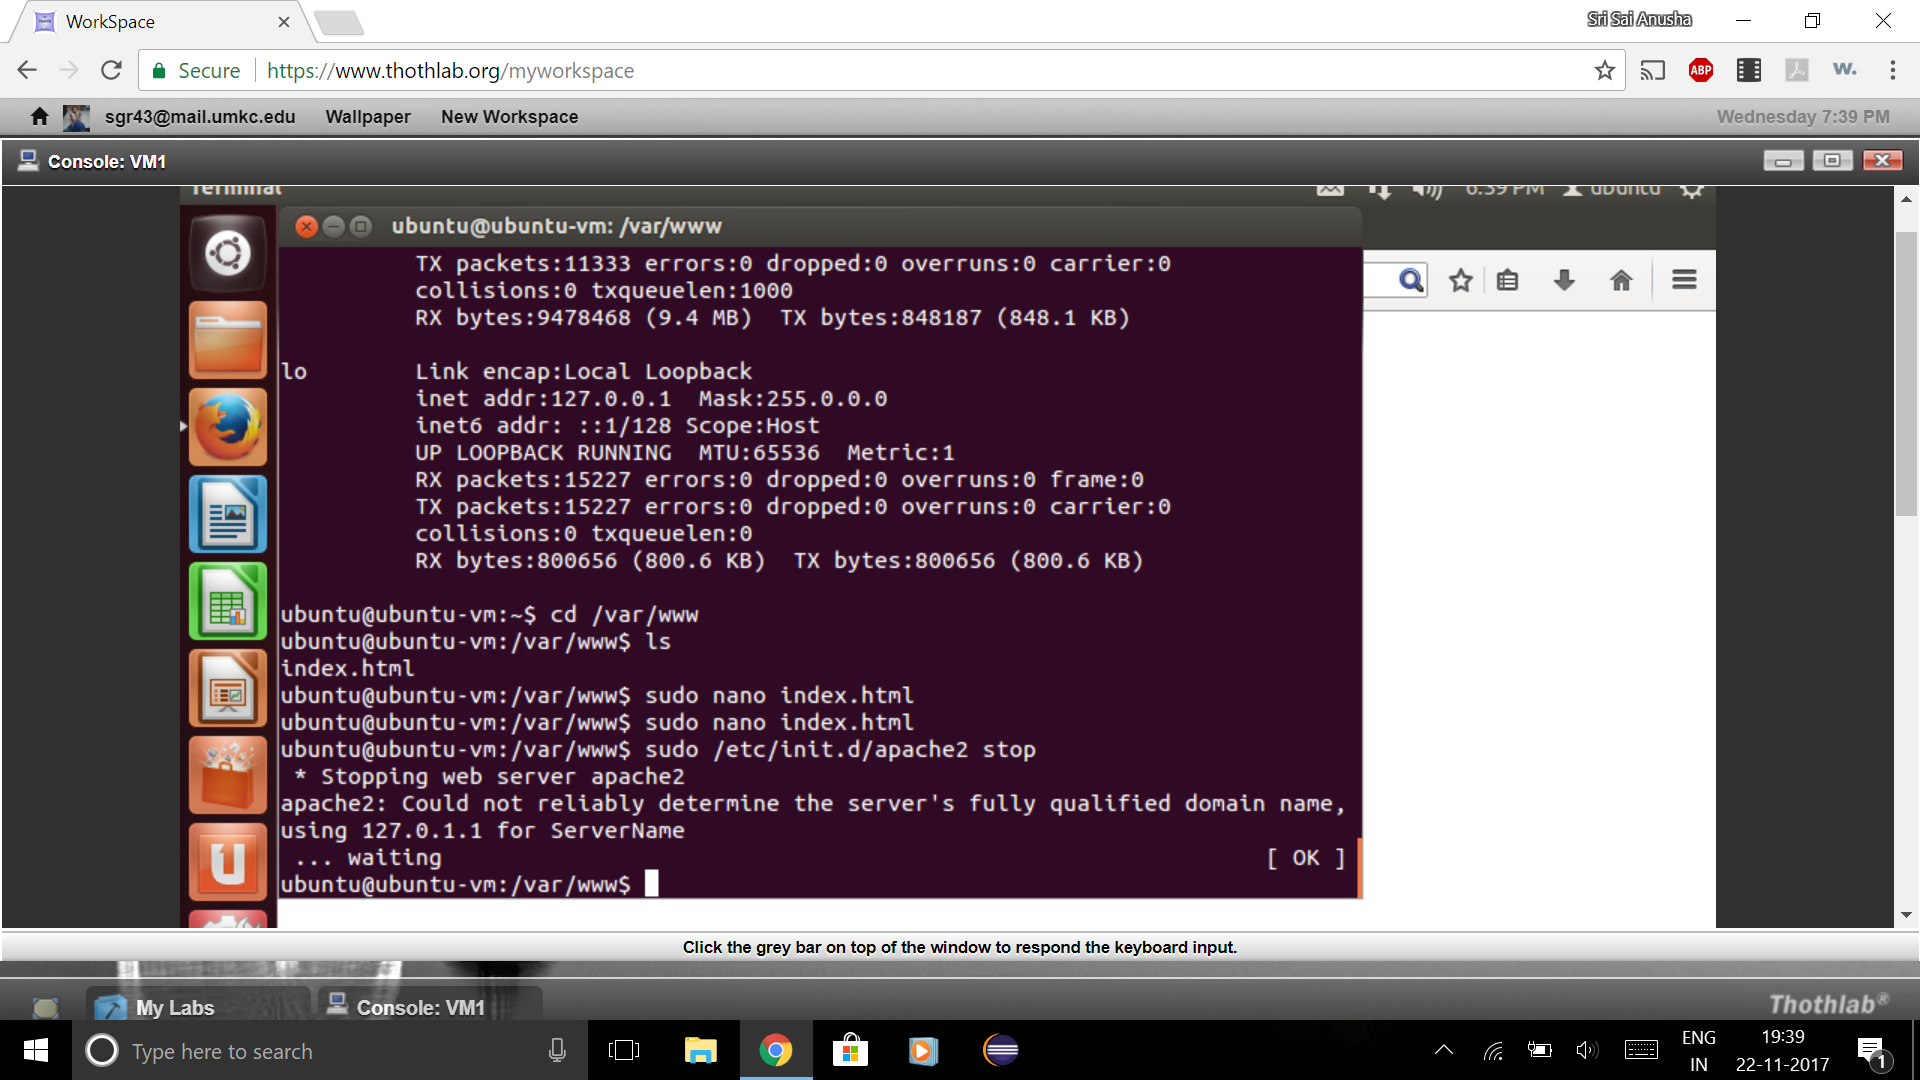 WorkSpace
Sri Sai Anusha
Secure
https://www.thothlab.org/myworkspace
ABP
W.
sgr43@mail.umkc.edu Wallpaper New Workspace
Wednesday 7:39 PM
Console: VM1
Terminal
6:39 PM ubuntu
ubuntu@ubuntu-vm: /var/www
TX packets:11333 errors:0 dropped:0 overruns:0 carrier:0
collisions:0 txqueuelen:1000
RX bytes:9478468 (9.4 MB) TX bytes:848187 (848.1 KB)
lo Link encap:Local Loopback
inet addr:127.0.0.1 Mask:255.0.0.0
inet6 addr: ::1/128 Scope:Host
UP LOOPBACK RUNNING MTU:65536 Metric:1
RX packets:15227 errors:0 dropped:0 overruns:0 frame:0
TX packets:15227 errors:0 dropped:0 overruns:0 carrier:0
collisions:0 txqueuelen:0
RX bytes:800656 (800.6 KB) TX bytes:800656 (800.6 KB)
ubuntu@ubuntu-vm:~$ cd /var/www
ubuntu@ubuntu-vm:/var/www$ ls
index.html
ubuntu@ubuntu-vm:/var/www$ sudo nano index.html
ubuntu@ubuntu-vm:/var/www$ sudo nano index.html
ubuntu@ubuntu-vm:/var/www$ sudo /etc/init.d/apache2 stop
* Stopping web server apache2
apache2: Could not reliably determine the server's fully qualified domain name,
using 127.0.1.1 for ServerName
... waiting [ OK ]
ubuntu@ubuntu-vm:/var/www$
Click the grey bar on top of the window to respond the keyboard input.
My Labs
Console: VM1
Thothlab®
Type here to search
ENG
IN
19:39
22-11-2017
1